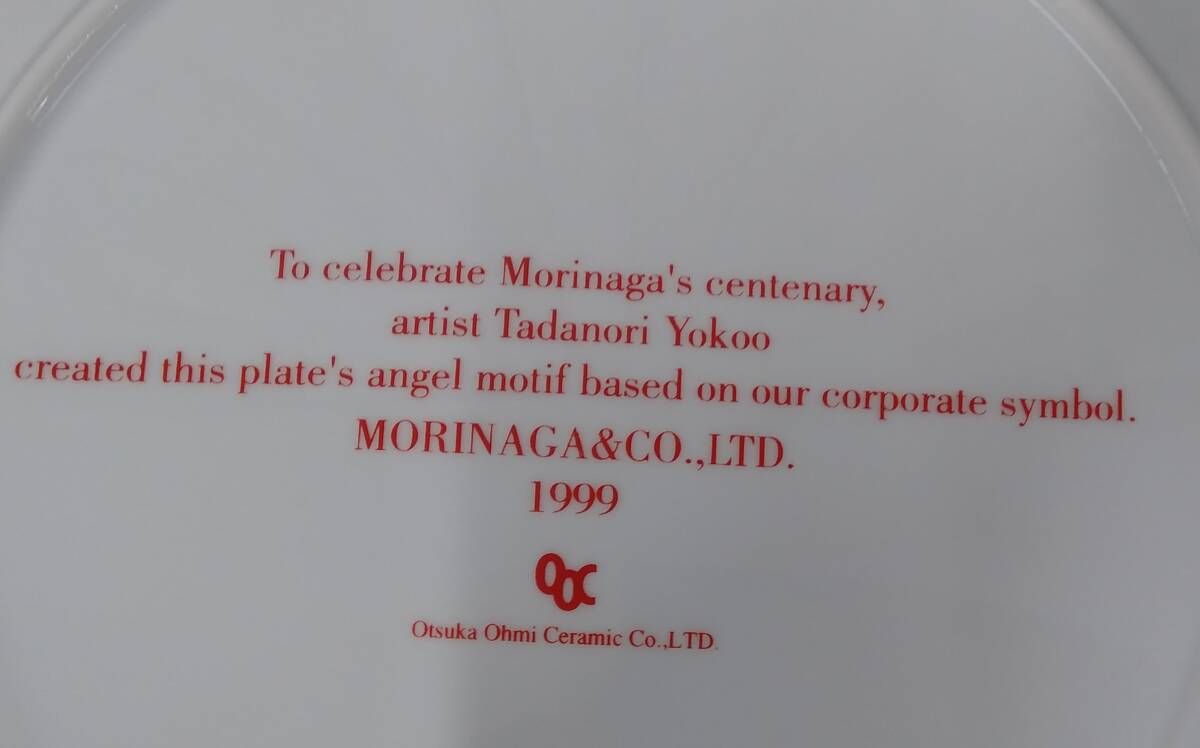 To celebrate Morinaga's centenary,
artist Tadanori Yokoo
created this plate's angel motif based on our corporate symbol.
MORINAGA&CO.,LTD.
1999
OOC
Otsuka Ohmi Ceramic Co.,LTD.